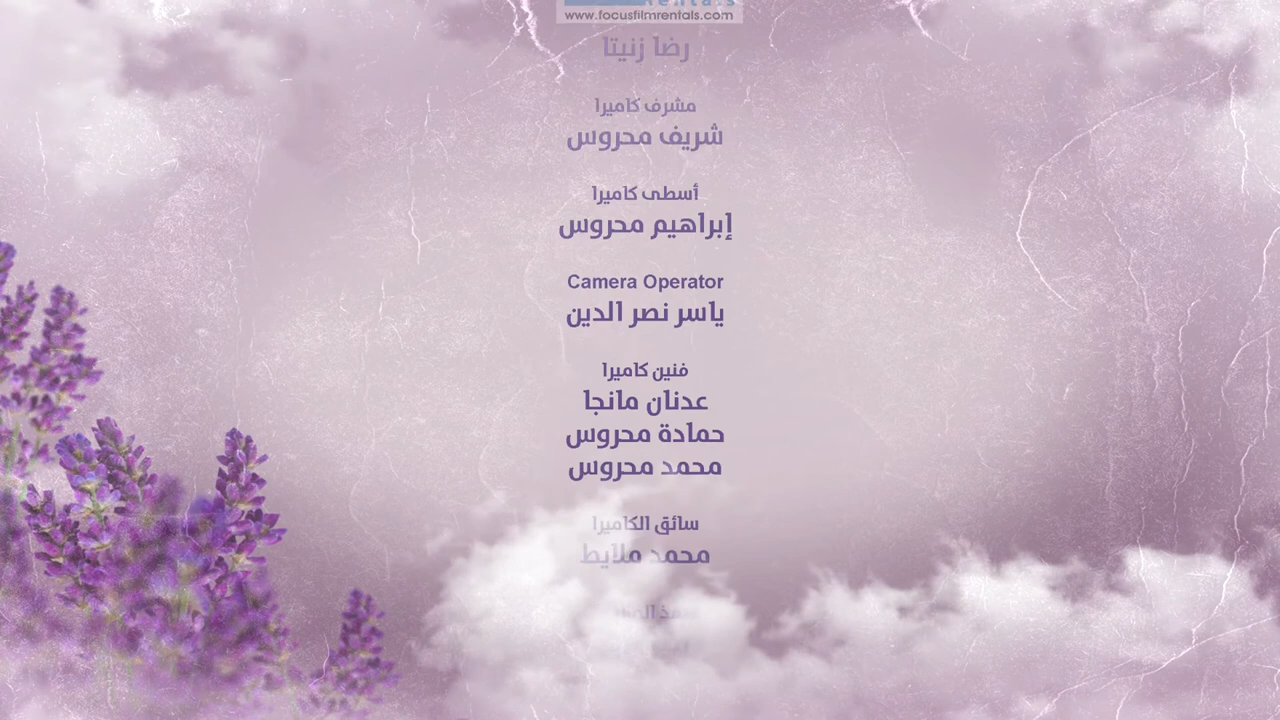 rentals
www.focusfilmrentals.com
رضا زنيتا
مشرف كاميرا
شريف محروس
أسطى كاميرا
إبراهيم محروس
Camera Operator
ياسر نصر الدين
فنين كاميرا
عدنان مانجا
حمادة محروس
محمد محروس
سائق الكاميرا
محمد ملايط